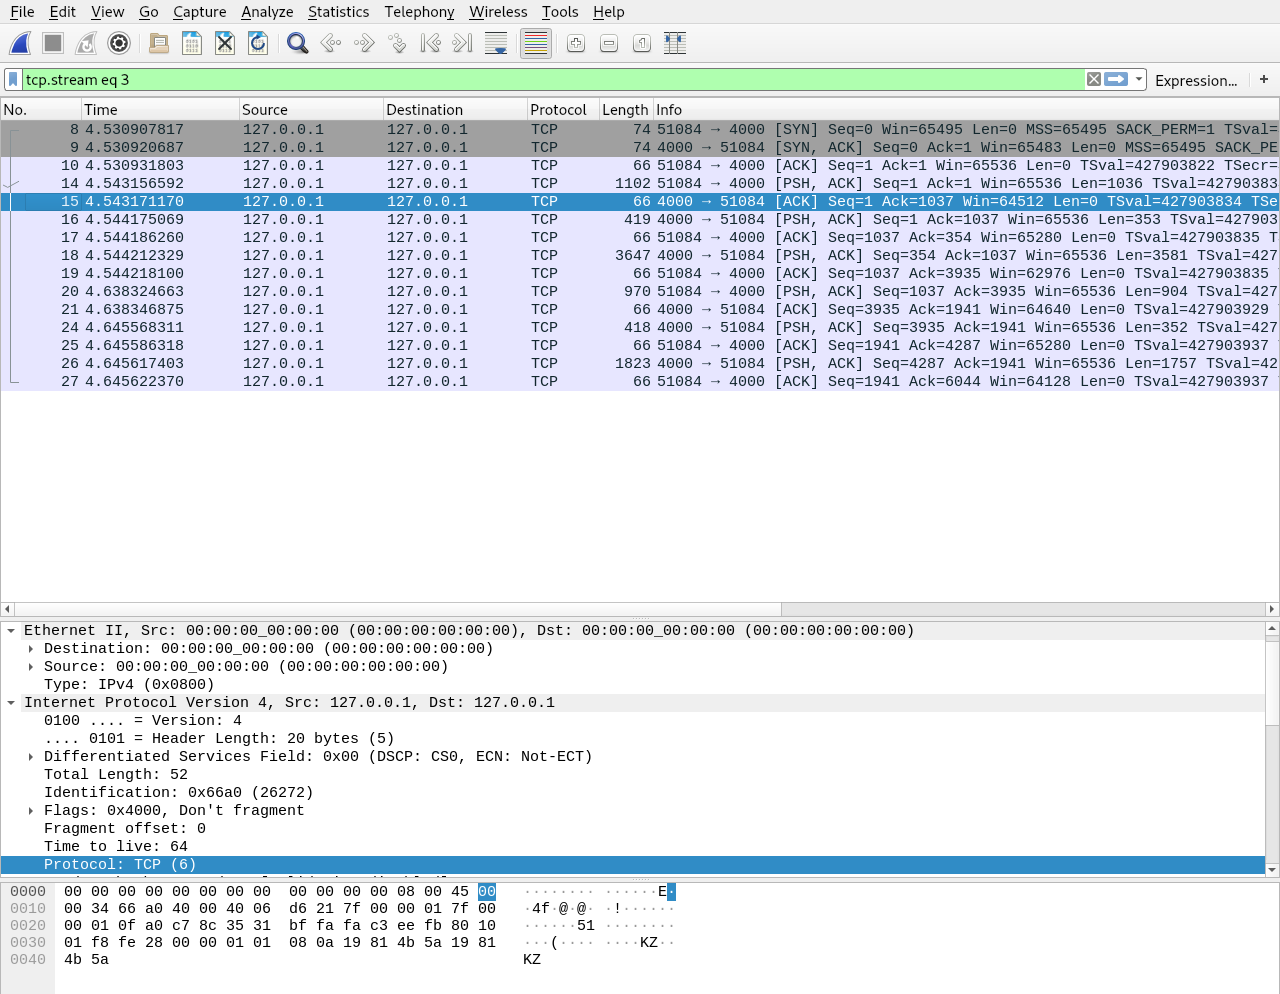 File Edit View Go Capture Analyze Statistics Telephony Wireless Tools Help
tcp.stream eq 3 Expression... +
No. Time Source Destination Protocol Length Info
8 4.530907817 127.0.0.1 127.0.0.1 TCP 74 51084 → 4000 [SYN] Seq=0 Win=65495 Len=0 MSS=65495 SACK_PERM=1 TSval=
9 4.530920687 127.0.0.1 127.0.0.1 TCP 74 4000 → 51084 [SYN, ACK] Seq=0 Ack=1 Win=65483 Len=0 MSS=65495 SACK_PE
10 4.530931803 127.0.0.1 127.0.0.1 TCP 66 51084 → 4000 [ACK] Seq=1 Ack=1 Win=65536 Len=0 TSval=427903822 TSecr=
14 4.543156592 127.0.0.1 127.0.0.1 TCP 1102 51084 → 4000 [PSH, ACK] Seq=1 Ack=1 Win=65536 Len=1036 TSval=42790383
15 4.543171170 127.0.0.1 127.0.0.1 TCP 66 4000 → 51084 [ACK] Seq=1 Ack=1037 Win=64512 Len=0 TSval=427903834 TSe
16 4.544175069 127.0.0.1 127.0.0.1 TCP 419 4000 → 51084 [PSH, ACK] Seq=1 Ack=1037 Win=65536 Len=353 TSval=427903
17 4.544186260 127.0.0.1 127.0.0.1 TCP 66 51084 → 4000 [ACK] Seq=1037 Ack=354 Win=65280 Len=0 TSval=427903835 T
18 4.544212329 127.0.0.1 127.0.0.1 TCP 3647 4000 → 51084 [PSH, ACK] Seq=354 Ack=1037 Win=65536 Len=3581 TSval=427
19 4.544218100 127.0.0.1 127.0.0.1 TCP 66 51084 → 4000 [ACK] Seq=1037 Ack=3935 Win=62976 Len=0 TSval=427903835
20 4.638324663 127.0.0.1 127.0.0.1 TCP 970 51084 → 4000 [PSH, ACK] Seq=1037 Ack=3935 Win=65536 Len=904 TSval=427
21 4.638346875 127.0.0.1 127.0.0.1 TCP 66 4000 → 51084 [ACK] Seq=3935 Ack=1941 Win=64640 Len=0 TSval=427903929
24 4.645568311 127.0.0.1 127.0.0.1 TCP 418 4000 → 51084 [PSH, ACK] Seq=3935 Ack=1941 Win=65536 Len=352 TSval=427
25 4.645586318 127.0.0.1 127.0.0.1 TCP 66 51084 → 4000 [ACK] Seq=1941 Ack=4287 Win=65280 Len=0 TSval=427903937
26 4.645617403 127.0.0.1 127.0.0.1 TCP 1823 4000 → 51084 [PSH, ACK] Seq=4287 Ack=1941 Win=65536 Len=1757 TSval=42
27 4.645622370 127.0.0.1 127.0.0.1 TCP 66 51084 → 4000 [ACK] Seq=1941 Ack=6044 Win=64128 Len=0 TSval=427903937
Ethernet II, Src: 00:00:00_00:00:00 (00:00:00:00:00:00), Dst: 00:00:00_00:00:00 (00:00:00:00:00:00)
Destination: 00:00:00_00:00:00 (00:00:00:00:00:00)
Source: 00:00:00_00:00:00 (00:00:00:00:00:00)
Type: IPv4 (0x0800)
Internet Protocol Version 4, Src: 127.0.0.1, Dst: 127.0.0.1
0100 .... = Version: 4
.... 0101 = Header Length: 20 bytes (5)
Differentiated Services Field: 0x00 (DSCP: CS0, ECN: Not-ECT)
Total Length: 52
Identification: 0x66a0 (26272)
Flags: 0x4000, Don't fragment
Fragment offset: 0
Time to live: 64
Protocol: TCP (6)
0000 00 00 00 00 00 00 00 00 00 00 00 00 08 00 45 00 ········ ······E·
0010 00 34 66 a0 40 00 40 06 d6 21 7f 00 00 01 7f 00 ·4f·@·@· ·!······
0020 00 01 0f a0 c7 8c 35 31 bf fa fa c3 ee fb 80 10 ······51 ········
0030 01 f8 fe 28 00 00 01 01 08 0a 19 81 4b 5a 19 81 ···(···· ····KZ··
0040 4b 5a KZ